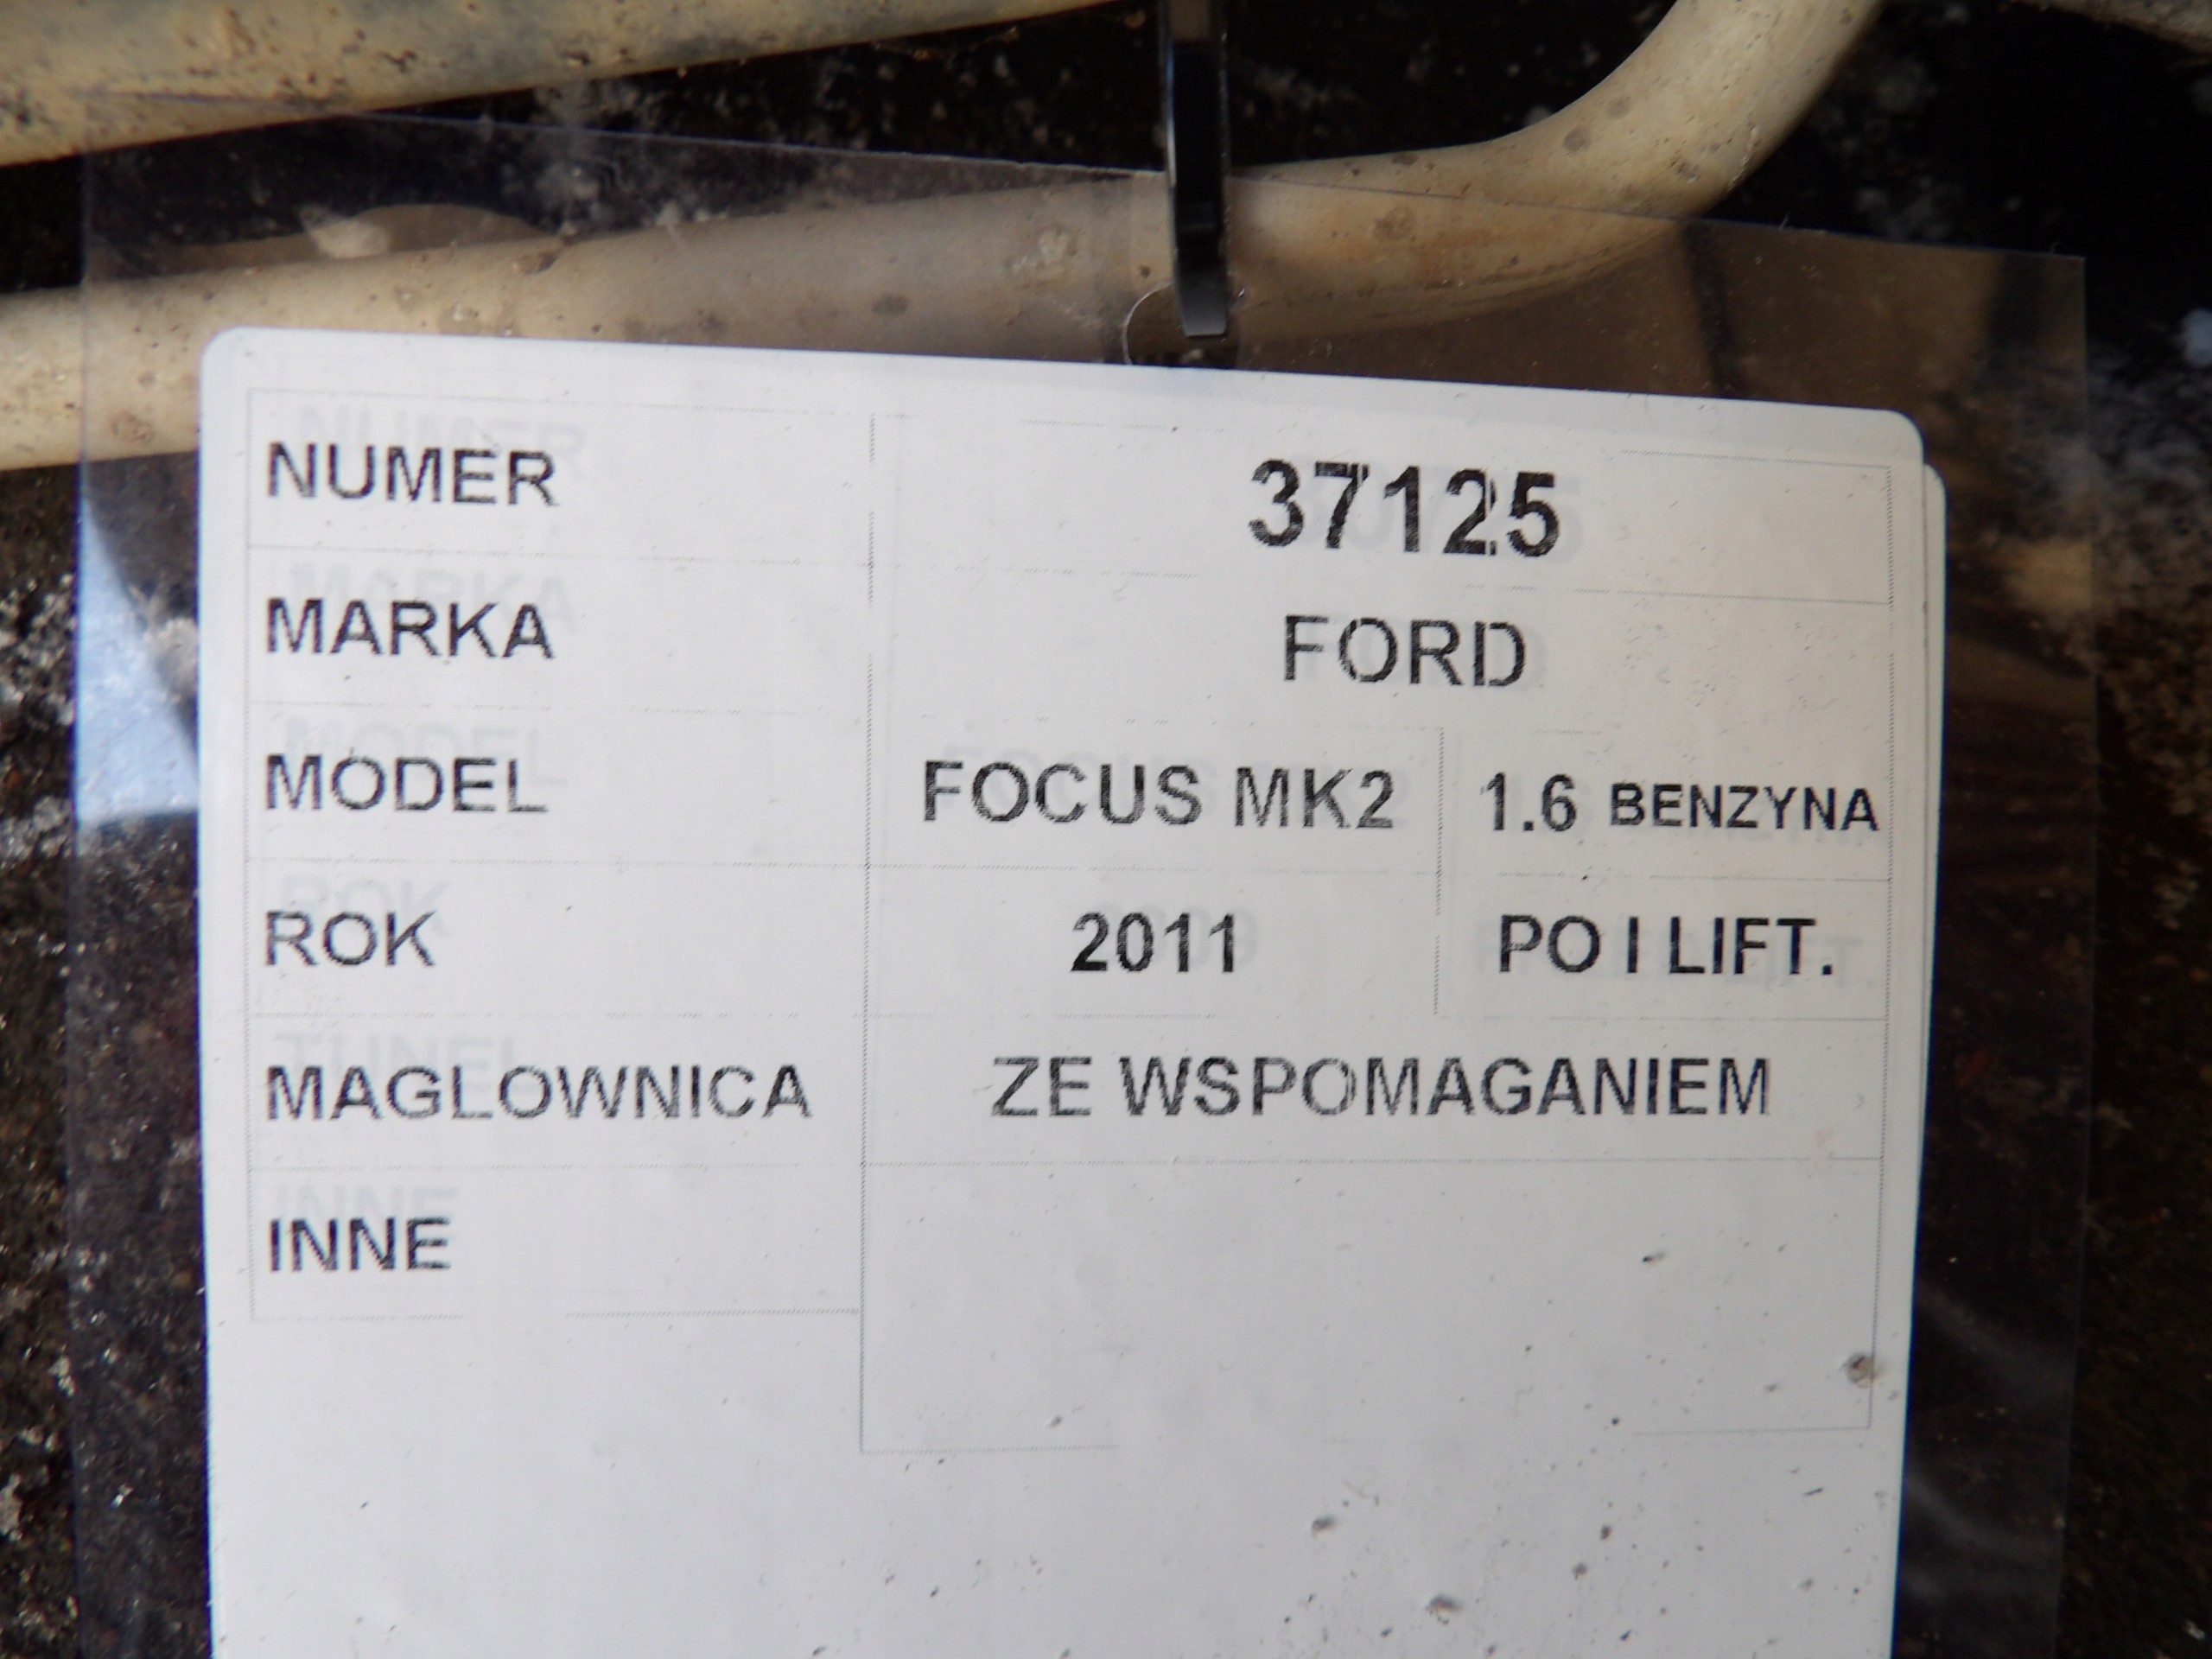 NUMER 37125
MARKA FORD
MODEL FOCUS MK2 1.6 BENZYNA
ROK 2011 PO I LIFT.
MAGLOWNICA ZE WSPOMAGANIEM
INNE